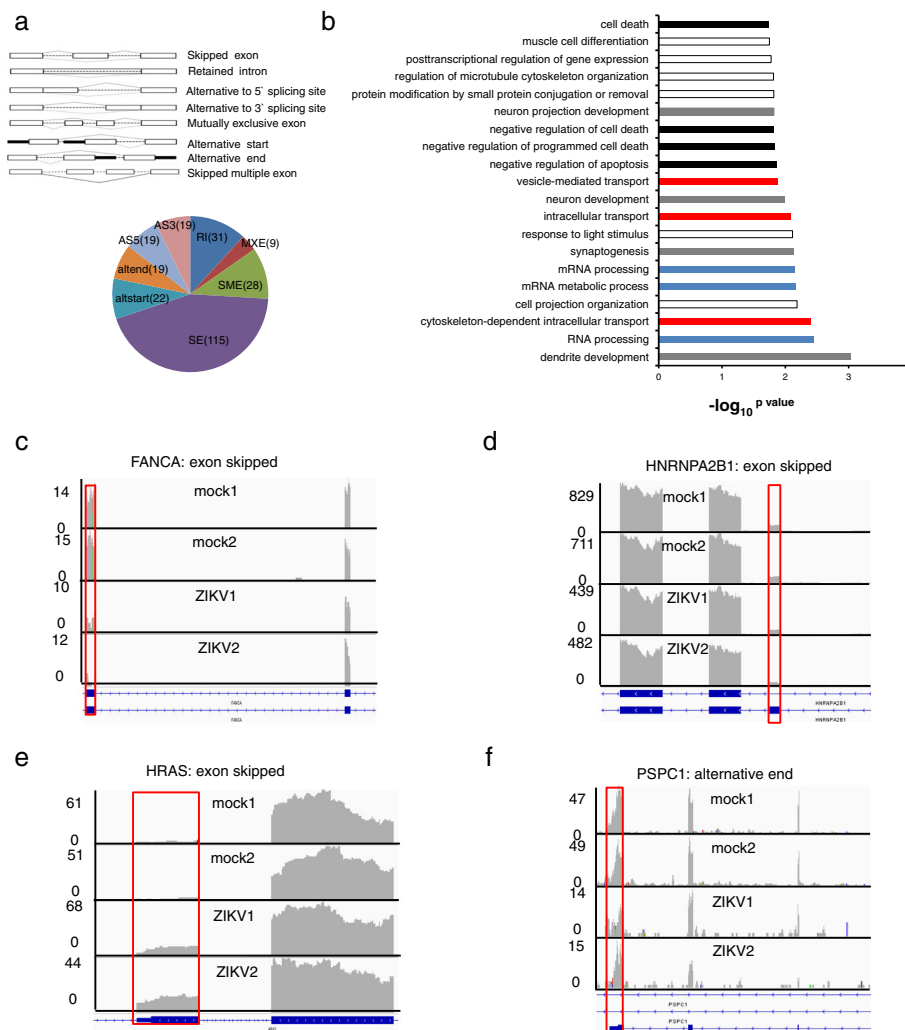 a
Skipped exon
Retained intron
Alternative to 5` splicing site
Alternative to 3` splicing site
Mutually exclusive exon
Alternative start
Alternative end
Skipped multiple exon
AS3(19)
RI(31)
AS5(19)
MXE(9)
altend(19)
SME(28)
altstart(22)
SE(115)
b
cell death
muscle cell differentiation
posttranscriptional regulation of gene expression
regulation of microtubule cytoskeleton organization
protein modification by small protein conjugation or removal
neuron projection development
negative regulation of cell death
negative regulation of programmed cell death
negative regulation of apoptosis
vesicle-mediated transport
neuron development
intracellular transport
response to light stimulus
synaptogenesis
mRNA processing
mRNA metabolic process
cell projection organization
cytoskeleton-dependent intracellular transport
RNA processing
dendrite development
0 1 2 3
-log10 p value
c
FANCA: exon skipped
14
mock1
0
15
mock2
0
10
ZIKV1
0
12
ZIKV2
0
FANCA
FANCA
d
HNRNPA2B1: exon skipped
829
mock1
0
711
mock2
0
439
ZIKV1
0
482
ZIKV2
0
HNRNPA2B1
HNRNPA2B1
e
HRAS: exon skipped
61
mock1
0
51
mock2
0
68
ZIKV1
0
44
ZIKV2
0
HRAS
f
PSPC1: alternative end
47
mock1
0
49
mock2
0
14
ZIKV1
0
15
ZIKV2
0
PSPC1
PSPC1